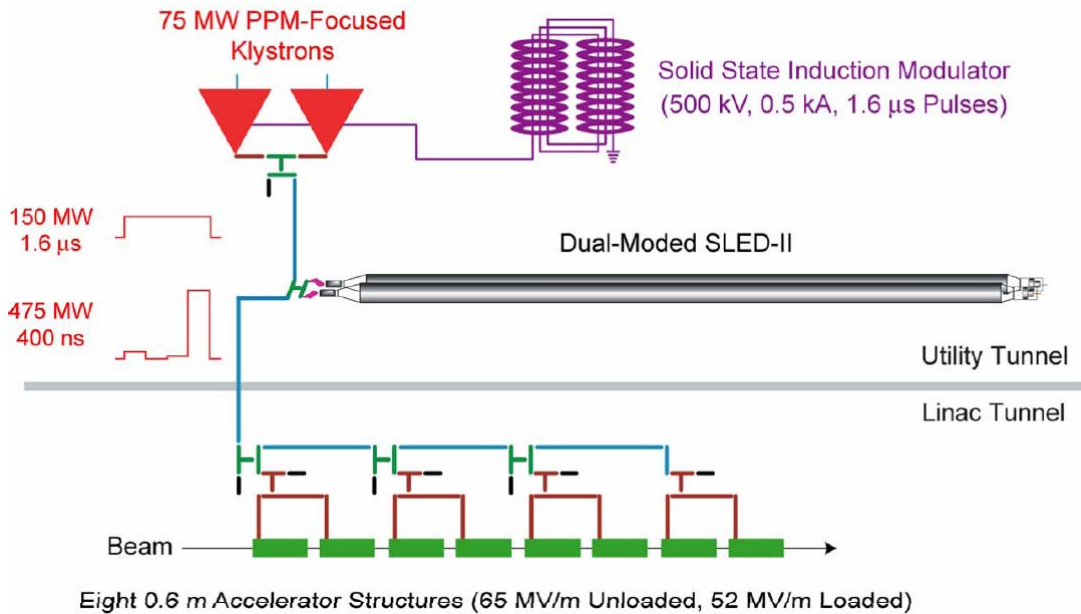 75 MW PPM-Focused
Klystrons
Solid State Induction Modulator
(500 kV, 0.5 kA, 1.6 μs Pulses)
150 MW
1.6 μs
Dual-Moded SLED-II
475 MW
400 ns
Utility Tunnel
Linac Tunnel
Beam
Eight 0.6 m Accelerator Structures (65 MV/m Unloaded, 52 MV/m Loaded)